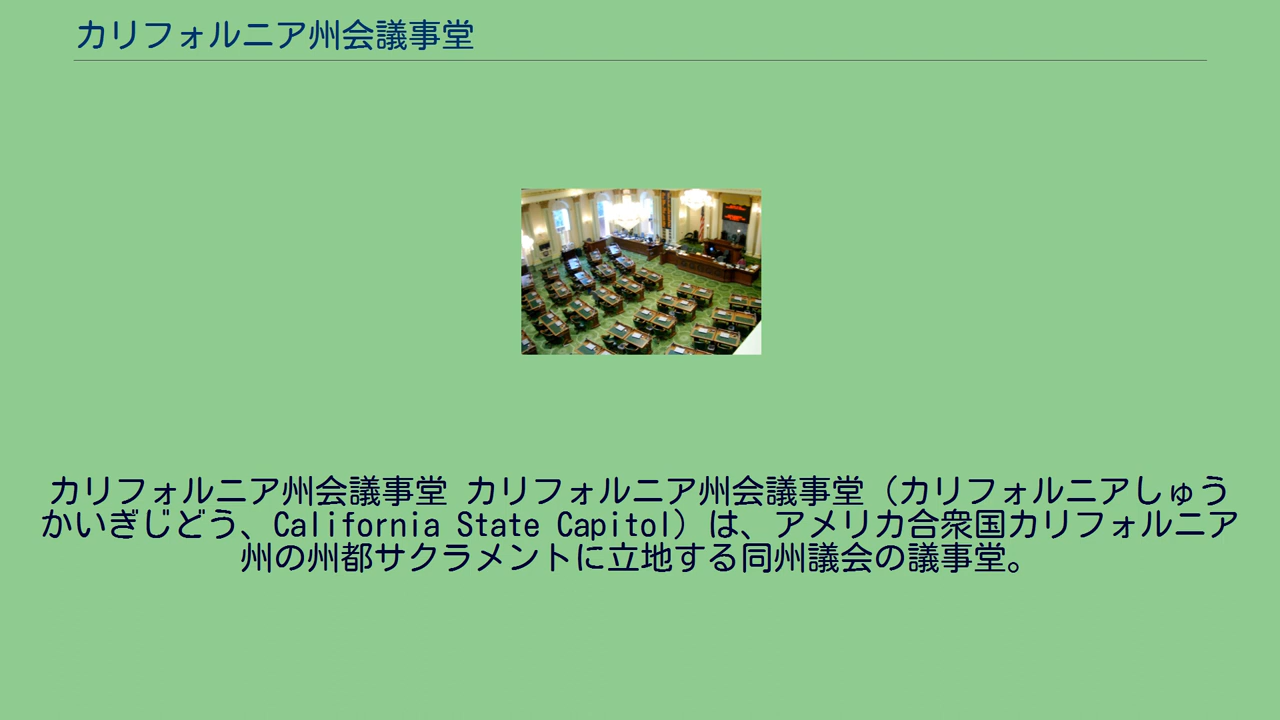 カリフォルニア州会議事堂
カリフォルニア州会議事堂 カリフォルニア州会議事堂（カリフォルニアしゅう
かいぎじどう、California State Capitol）は、アメリカ合衆国カリフォルニア
州の州都サクラメントに立地する同州議会の議事堂。